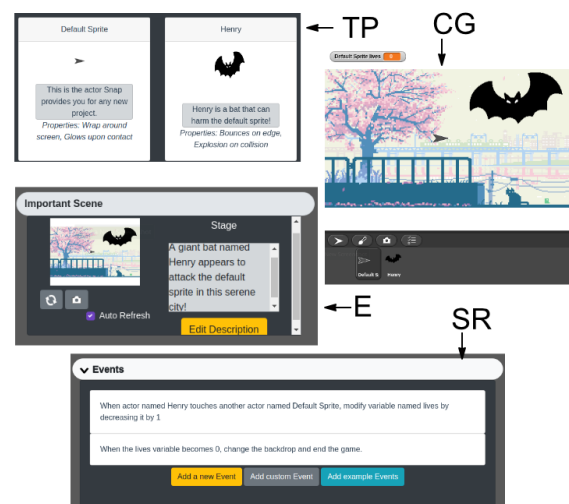 Default Sprite
Henry
TP
CG
This is the actor Snap
provides you for any new
project.
Properties: Wrap around
screen, Glows upon contact
Henry is a bat that can
harm the default sprite!
Properties: Bounces on edge,
Explosion on collision
Default Sprite lives
Important Scene
Stage
A giant bat named
Henry appears to
attack the default
sprite in this serene
city!
Auto Refresh
Edit Description
E
Default S
Henry
SR
Events
When actor named Henry touches another actor named Default Sprite, modify variable named lives by
decreasing it by 1
When the lives variable becomes 0, change the backdrop and end the game.
Add a new Event
Add custom Event
Add example Events